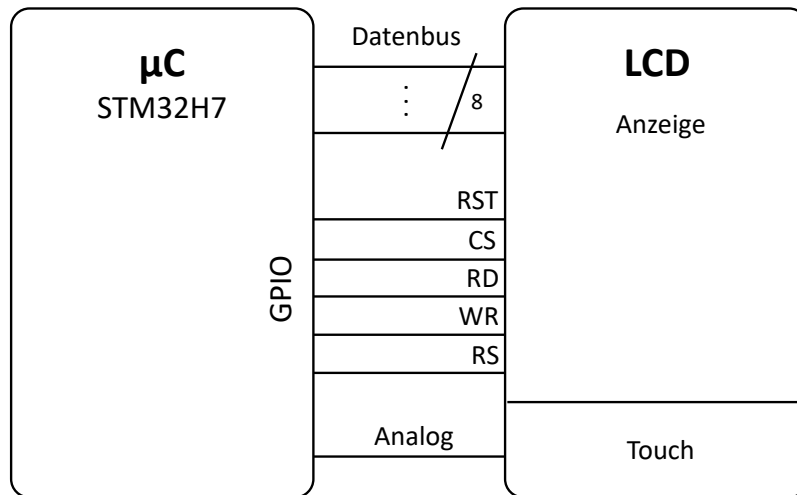 µC
STM32H7
GPIO
Datenbus
⋮
8
RST
CS
RD
WR
RS
Analog
LCD
Anzeige
Touch